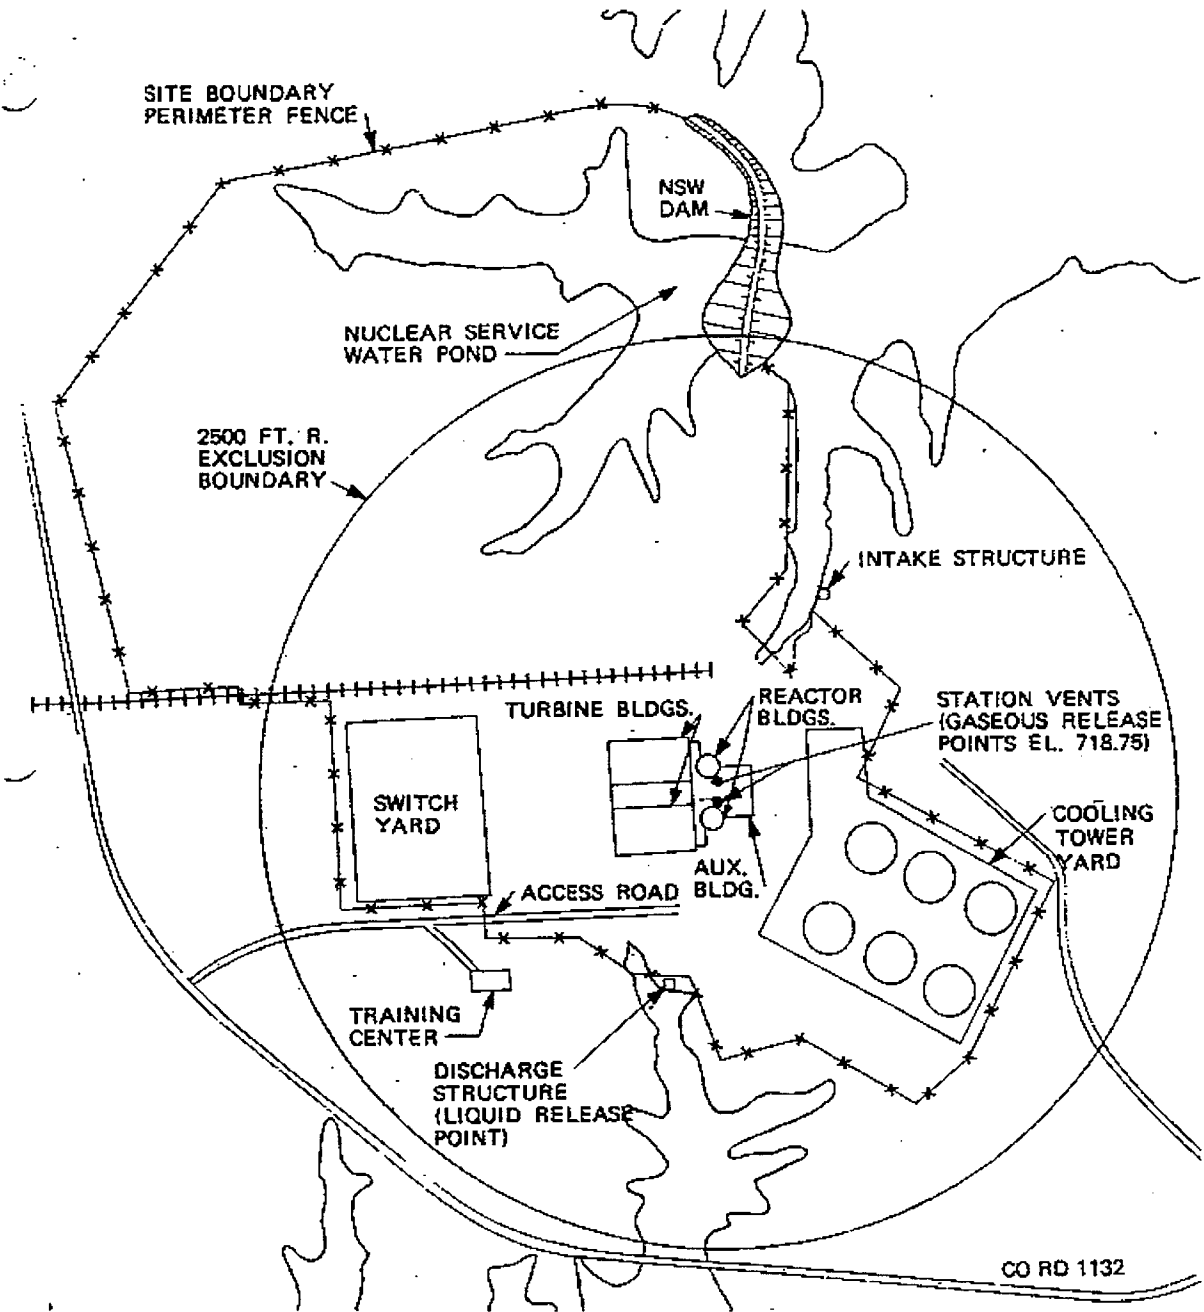 SITE BOUNDARY
PERIMETER FENCE
NSW
DAM
NUCLEAR SERVICE
WATER POND
2500 FT. R.
EXCLUSION
BOUNDARY
INTAKE STRUCTURE
TURBINE BLDGS.
REACTOR
BLDGS.
STATION VENTS
(GASEOUS RELEASE
POINTS EL. 718.75)
SWITCH
YARD
COOLING
TOWER
YARD
AUX.
BLDG.
ACCESS ROAD
TRAINING
CENTER
DISCHARGE
STRUCTURE
(LIQUID RELEASE
POINT)
CO RD 1132